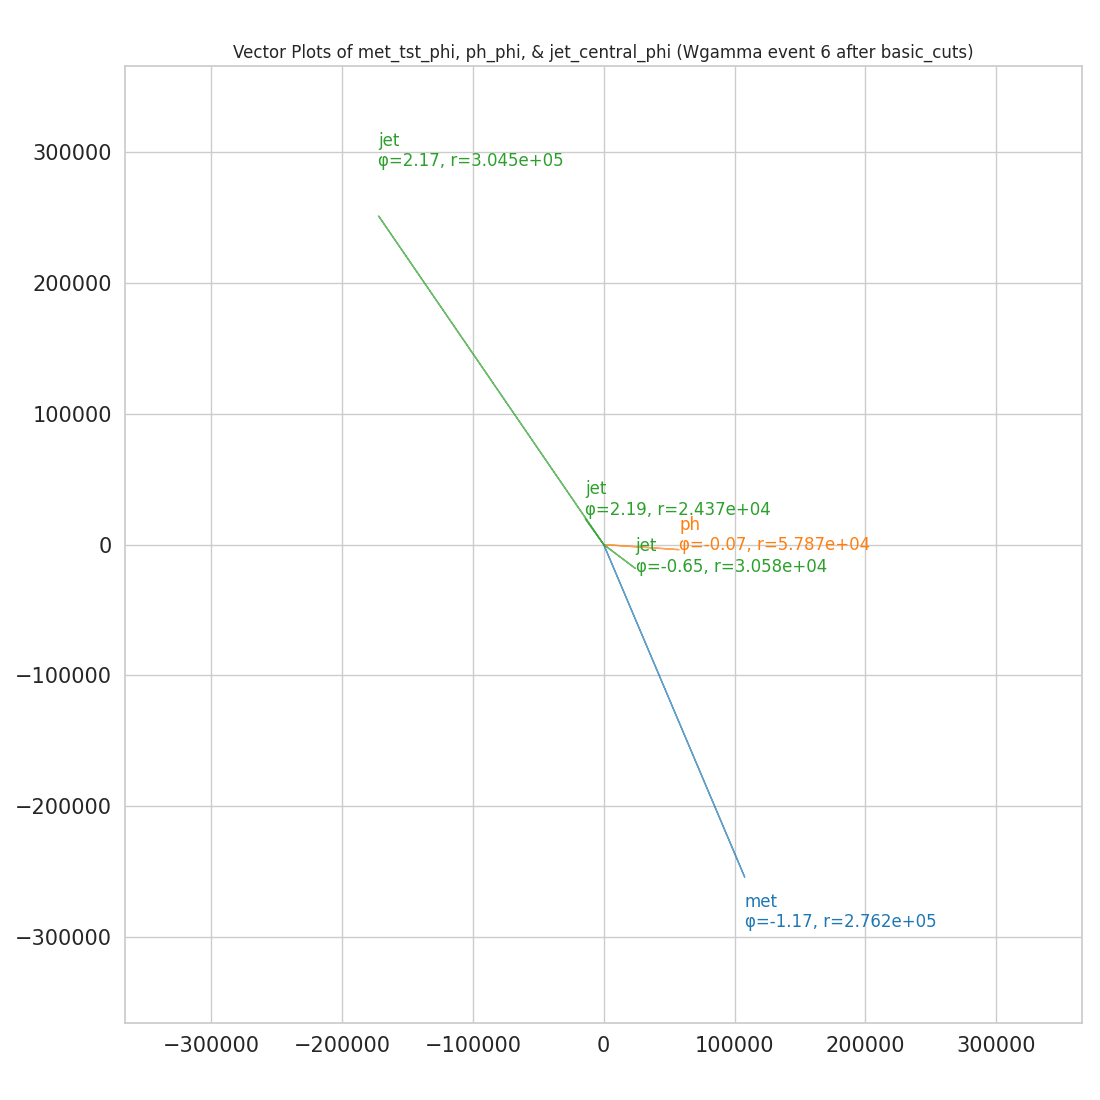 Vector Plots of met_tst_phi, ph_phi, & jet_central_phi (Wgamma event 6 after basic_cuts)
300000
200000
100000
0
−100000
−200000
−300000
jet
φ=2.17, r=3.045e+05
jet
φ=2.19, r=2.437e+04
ph
φ=-0.07, r=5.787e+04
jet
φ=-0.65, r=3.058e+04
met
φ=-1.17, r=2.762e+05
−300000
−200000
−100000
0
100000
200000
300000